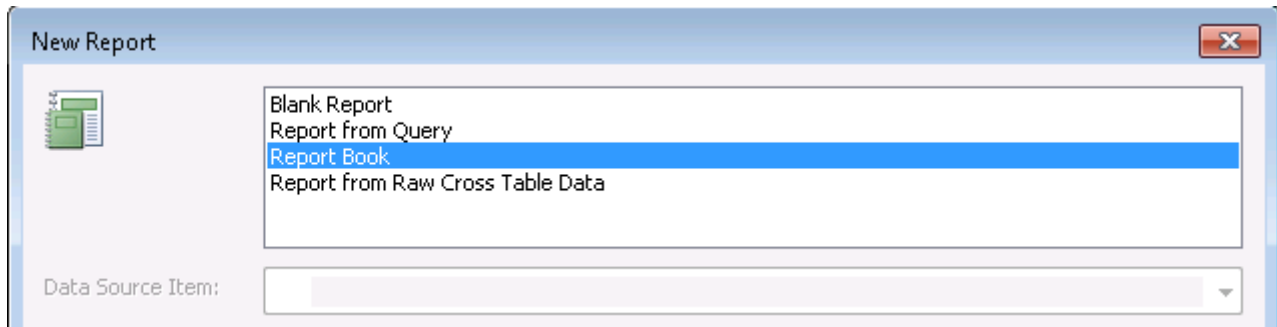 New Report
Blank Report
Report from Query
Report Book
Report from Raw Cross Table Data
Data Source Item: